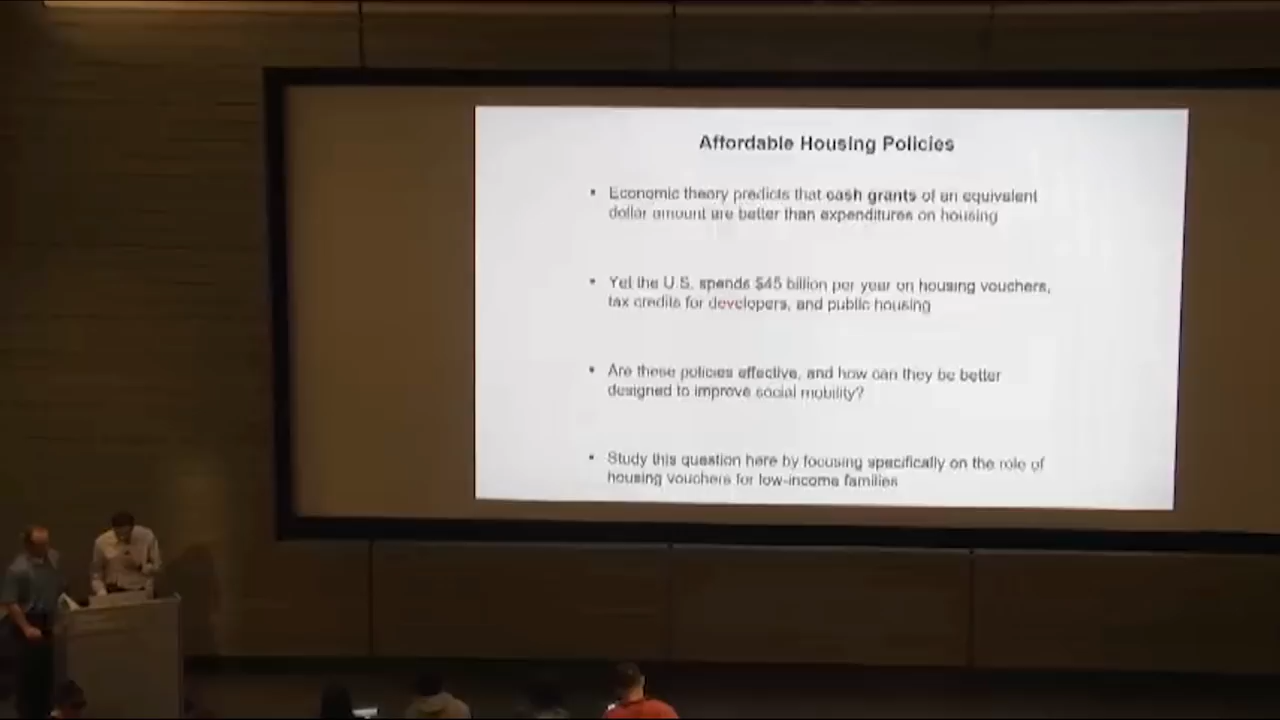 Affordable Housing Policies
• Economic theory predicts that cash grants of an equivalent
dollar amount are better than expenditures on housing
• Yet the U.S. spends $45 billion per year on housing vouchers,
tax credits for developers, and public housing
• Are these policies effective, and how can they be better
designed to improve social mobility?
• Study this question here by focusing specifically on the role of
housing vouchers for low-income families